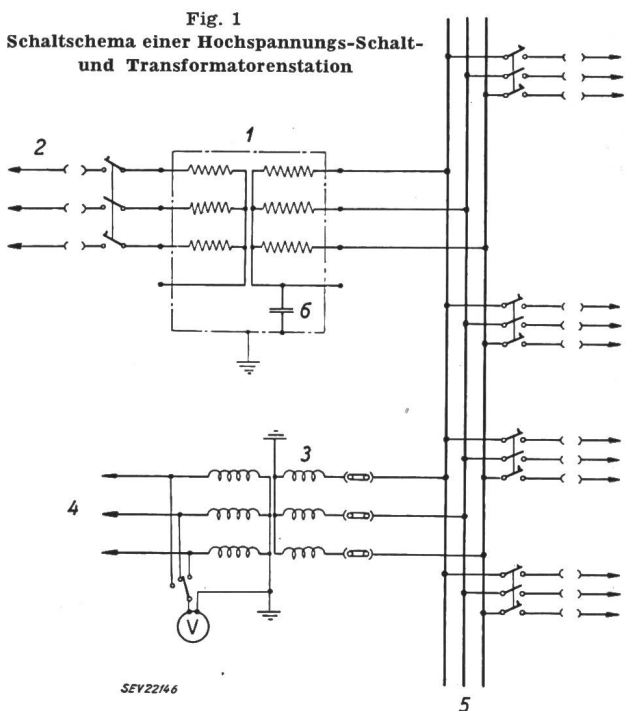 Fig. 1
Schaltschema einer Hochspannungs-Schalt-
und Transformatorenstation
1
2
6
3
4
V
SEV22146
5